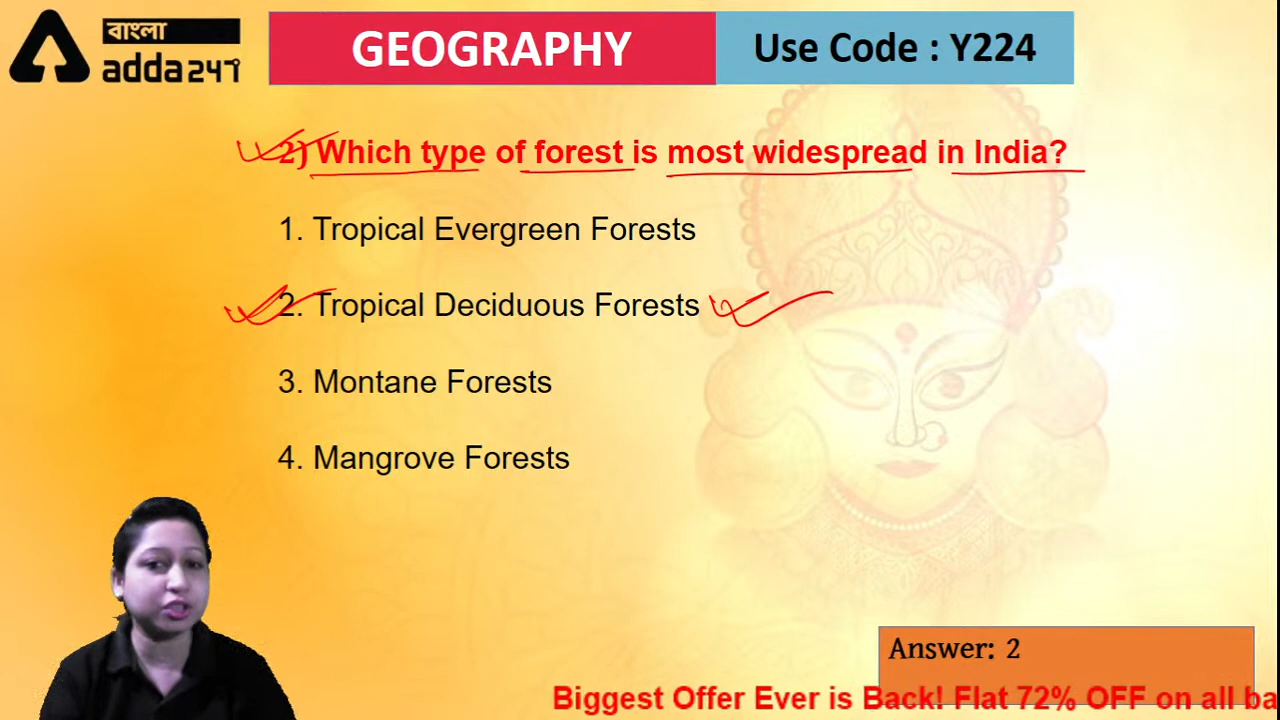 বাংলা
adda247
GEOGRAPHY
Use Code : Y224
2) Which type of forest is most widespread in India?
1. Tropical Evergreen Forests
2. Tropical Deciduous Forests
3. Montane Forests
4. Mangrove Forests
Answer: 2
Biggest Offer Ever is Back! Flat 72% OFF on all ba